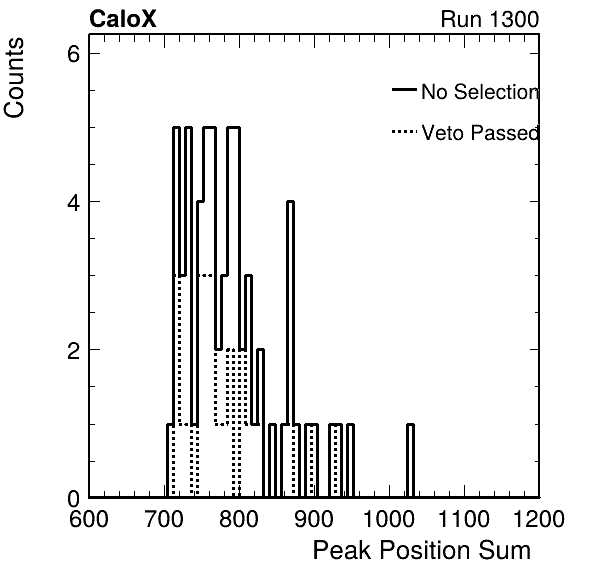 CaloX Run 1300
Counts
6
No Selection
Veto Passed
4
2
0
600 700 800 900 1000 1100 1200
Peak Position Sum